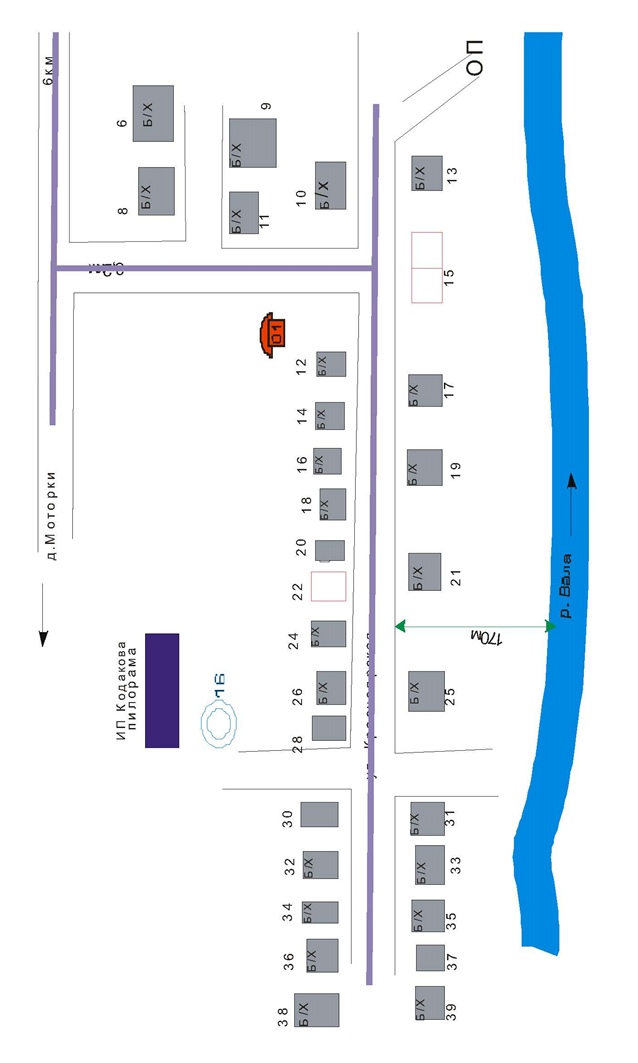 6км
ОП
6
Б/Х
8
Б/Х
9
Б/Х
11
Б/Х
10
Б/Х
13
Б/Х
15
01
12
Б/Х
14
Б/Х
16
Б/Х
18
Б/Х
20
22
24
Б/Х
26
Б/Х
28
17
Б/Х
19
Б/Х
21
Б/Х
25
Б/Х
д.Моторки
ИП Кодакова
пилорама
16
170м
р. Вала
30
32
Б/Х
34
Б/Х
36
Б/Х
38
Б/Х
31
Б/Х
33
Б/Х
35
Б/Х
37
39
Б/Х